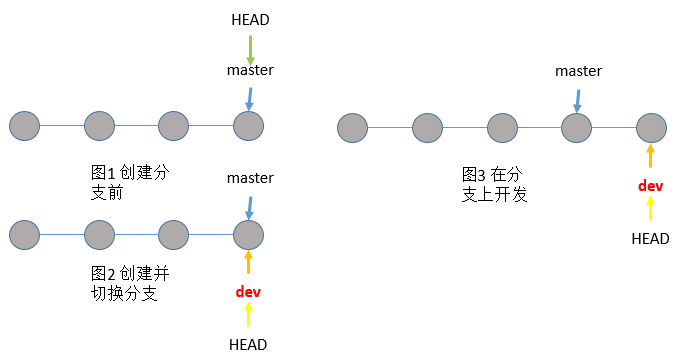 HEAD
master
图1 创建分
支前
master
图2 创建并
切换分支
dev
HEAD
master
图3 在分
支上开发
dev
HEAD